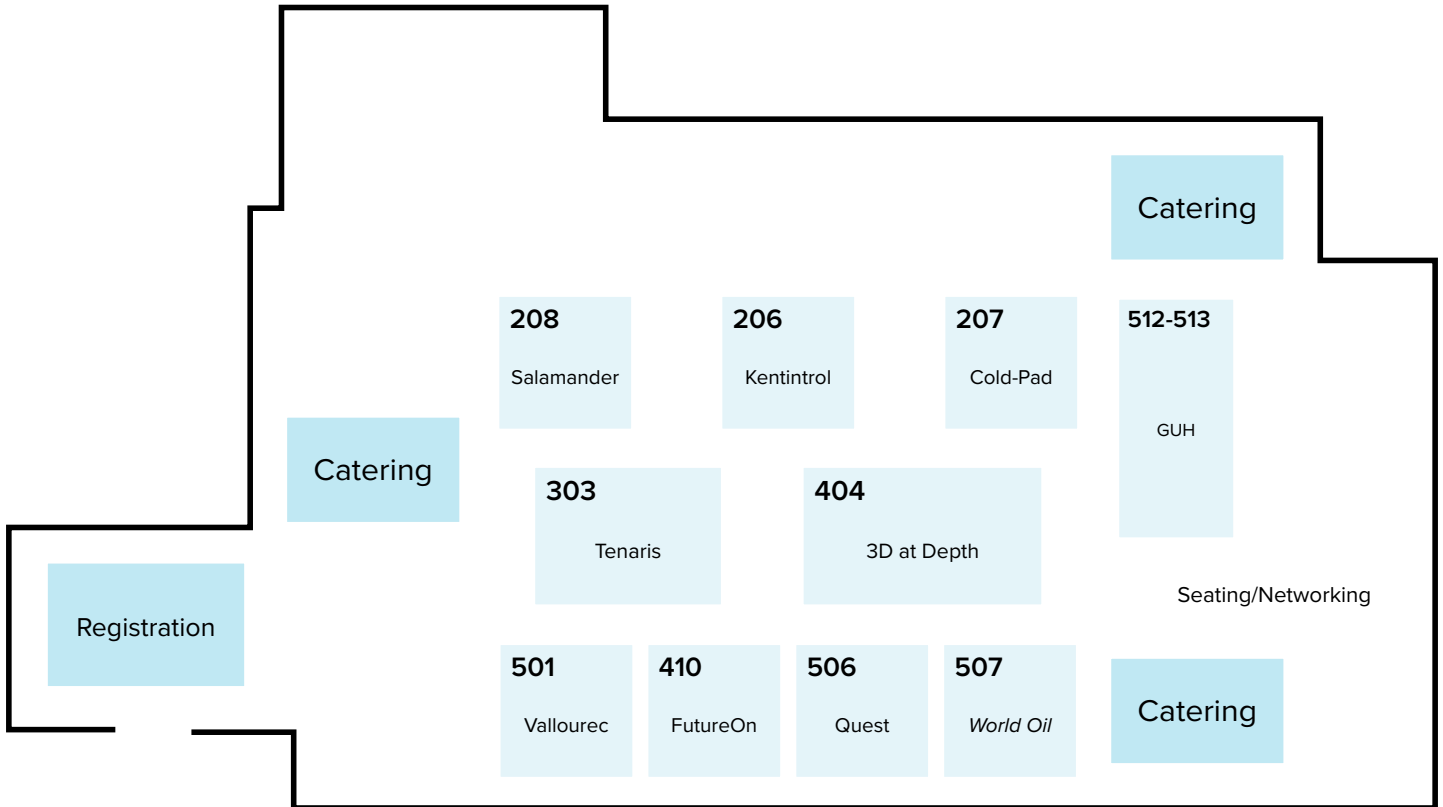 Catering
208
Salamander
206
Kentintrol
207
Cold-Pad
512-513
GUH
Catering
303
Tenaris
404
3D at Depth
Registration
Seating/Networking
501
Vallourec
410
FutureOn
506
Quest
507
World Oil
Catering